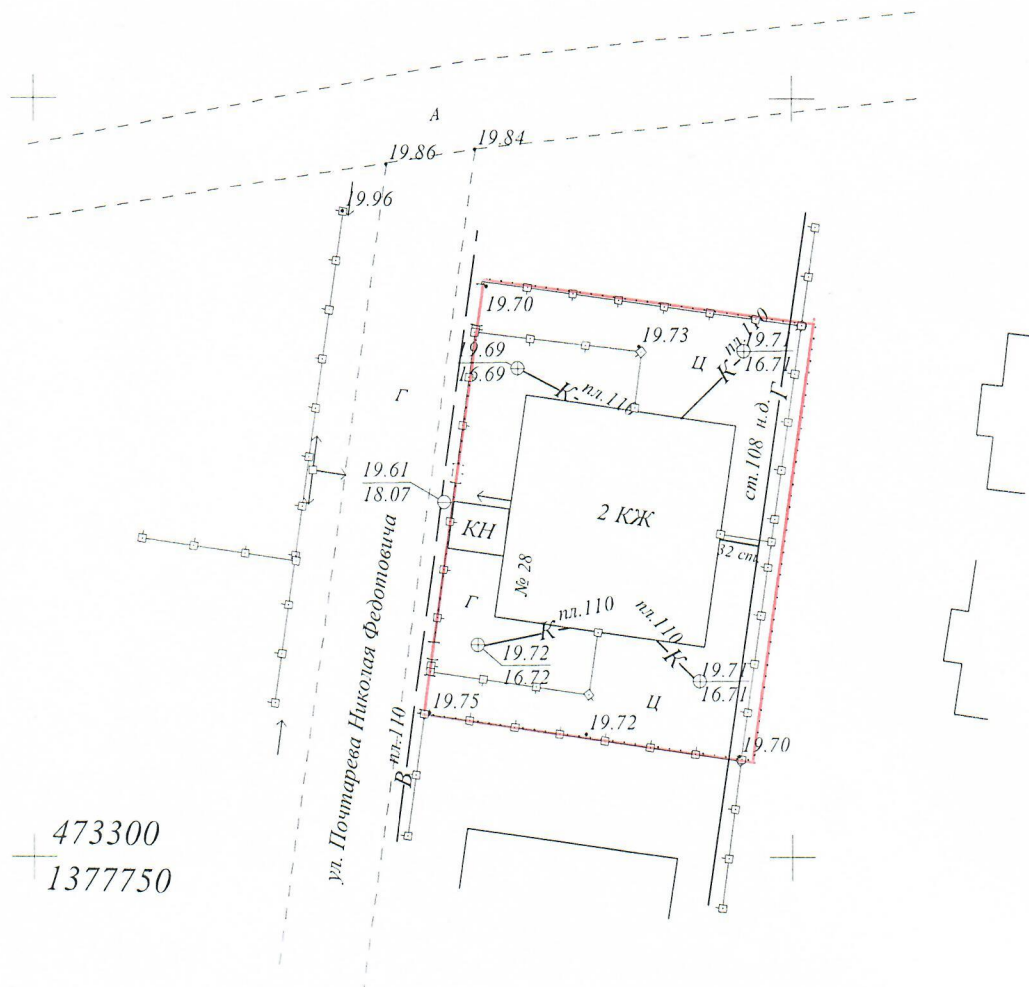 А
19.86
19.84
19.96
19.70
19.73
пл.110
19.71
16.71
К
Ц
19.69
16.69
К
пл.110
Г
Г
ст.108 н.д.
19.61
18.07
2 КЖ
КН
32 ст.
№ 28
Г
пл.110
К
пл.110
К
19.72
16.72
19.71
16.71
Ц
19.75
19.72
19.70
В
пл.110
ул. Почтарева Николая Федотовича
473300
1377750